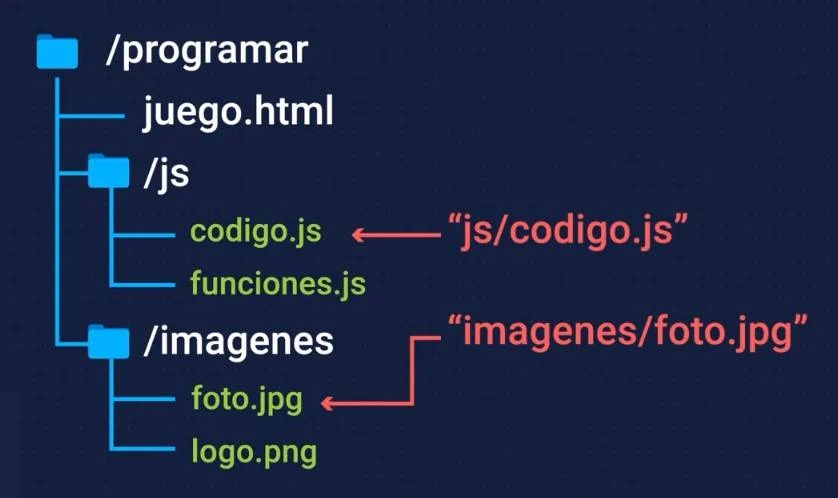 /programar
juego.html
/js
codigo.js
“js/codigo.js”
funciones.js
/imagenes
“imagenes/foto.jpg”
foto.jpg
logo.png